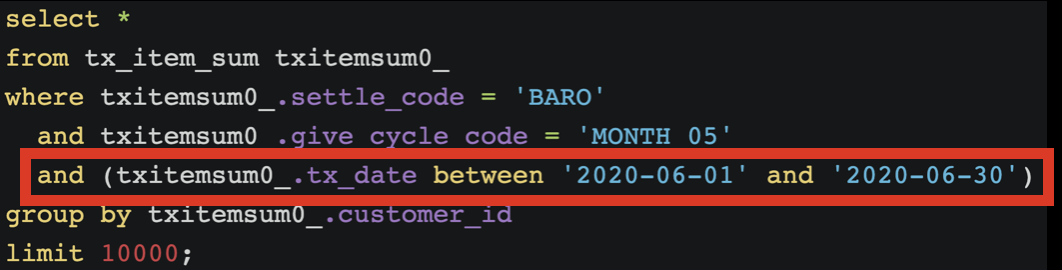 select *
from tx_item_sum txitemsum0_
where txitemsum0_.settle_code = 'BARO'
and txitemsum0_.give_cycle_code = 'MONTH_05'
and (txitemsum0_.tx_date between '2020-06-01' and '2020-06-30')
group by txitemsum0_.customer_id
limit 10000;